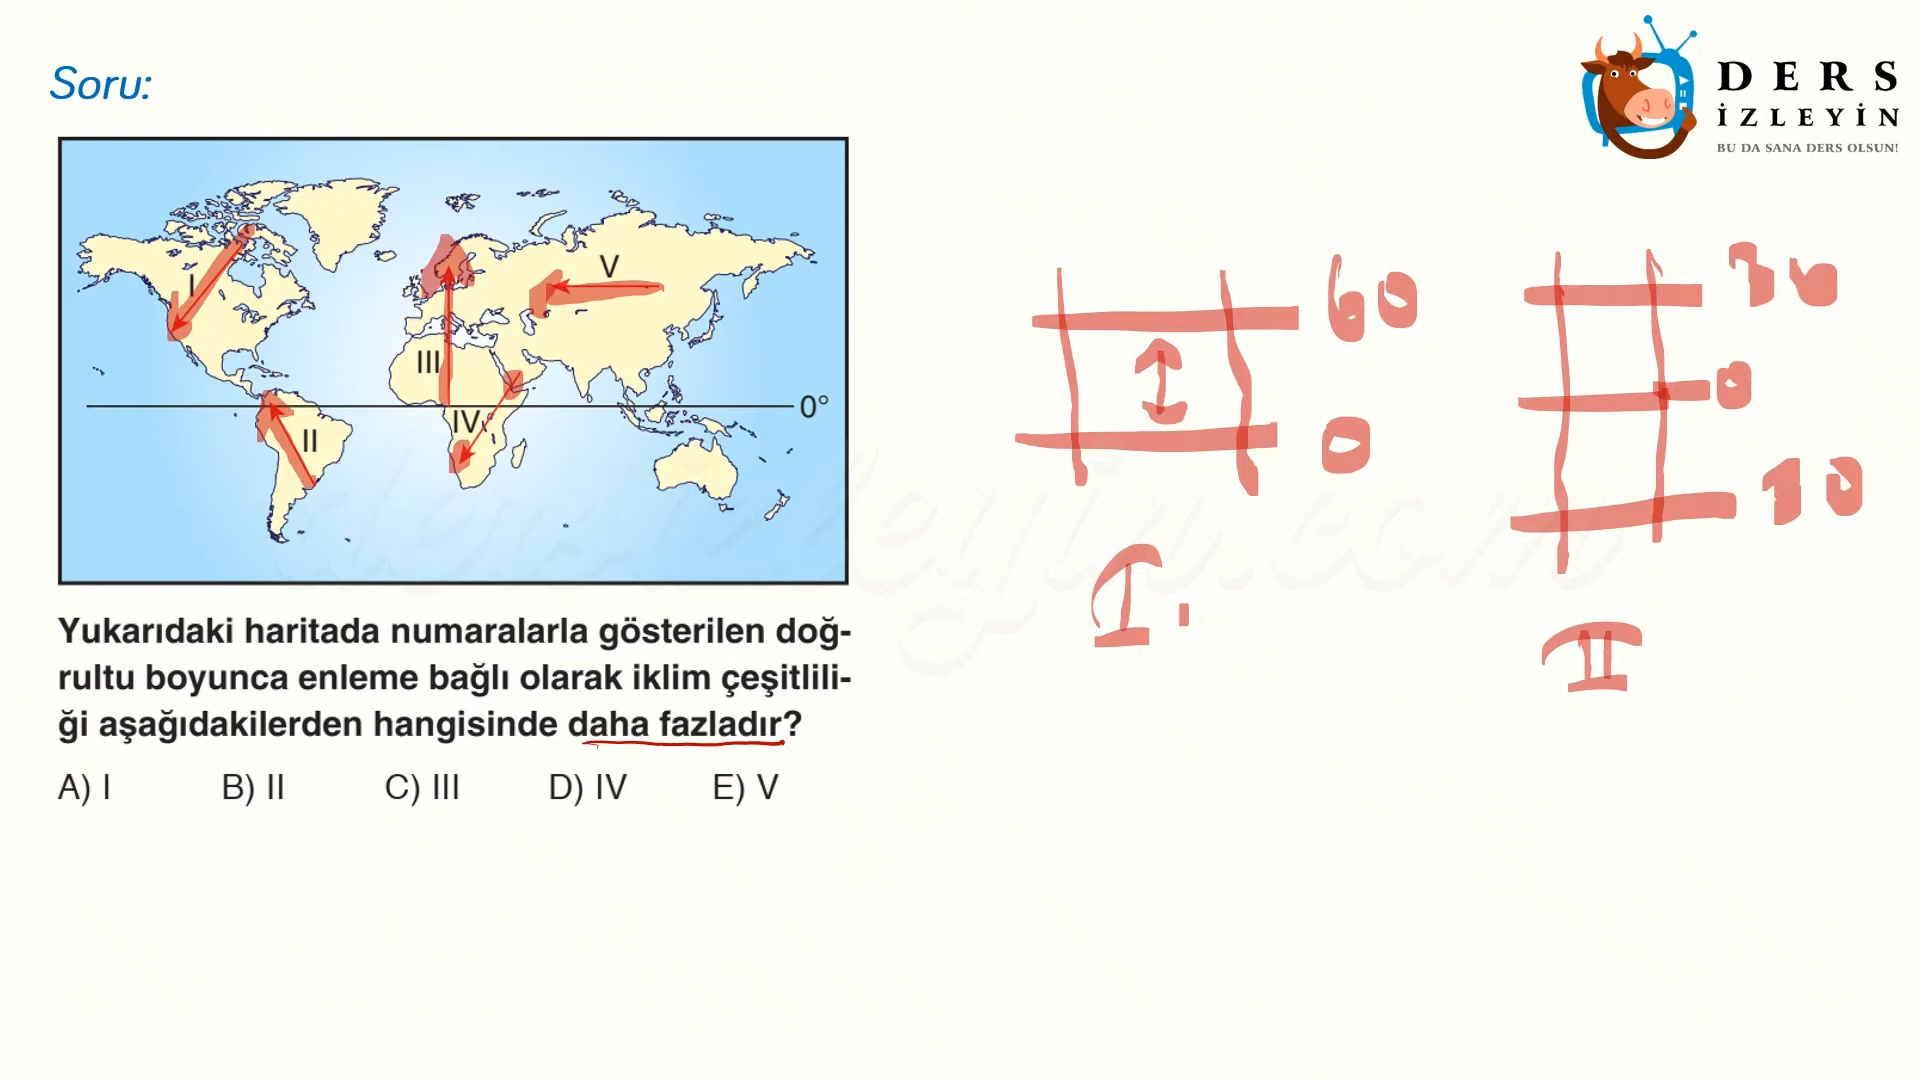 Soru:
DERS
İZLEYİN
BU DA SANA DERS OLSUN!
I
II
III
IV
V
0°
60
0
I.
30
0
10
II
dersizleyin.com
Yukarıdaki haritada numaralarla gösterilen doğ-
rultu boyunca enleme bağlı olarak iklim çeşitlili-
ği aşağıdakilerden hangisinde daha fazladır?
A) I B) II C) III D) IV E) V